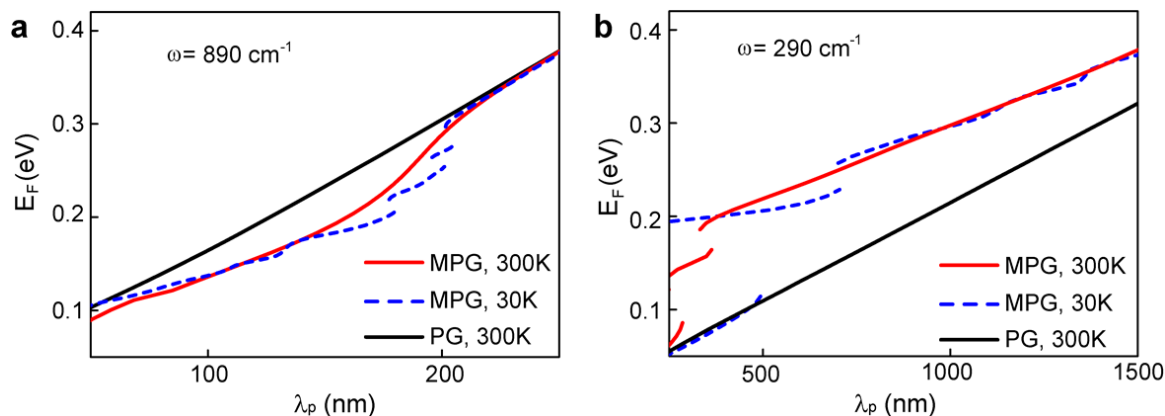 a
ω= 890 cm-1
0.4
0.3
0.2
0.1
EF (eV)
MPG, 300K
MPG, 30K
PG, 300K
100
200
λp (nm)
b
ω= 290 cm-1
0.4
0.3
0.2
0.1
EF (eV)
MPG, 300K
MPG, 30K
PG, 300K
500
1000
1500
λp (nm)